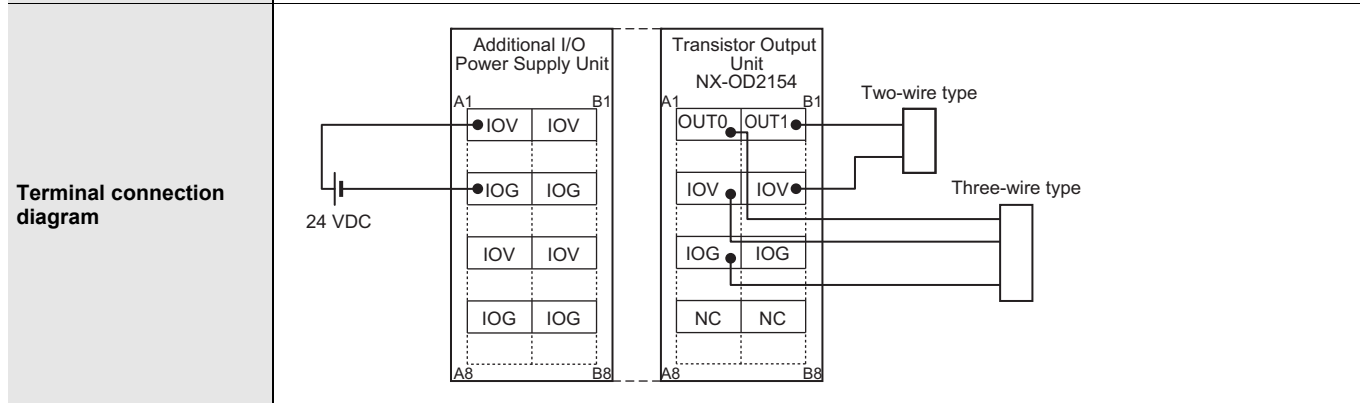 Terminal connection
diagram
Additional I/O
Power Supply Unit
A1 B1
IOV IOV
IOG IOG
IOV IOV
IOG IOG
A8 B8
24 VDC
Transistor Output
Unit
NX-OD2154
A1 B1
OUT0 OUT1
IOV IOV
IOG IOG
NC NC
A8 B8
Two-wire type
Three-wire type